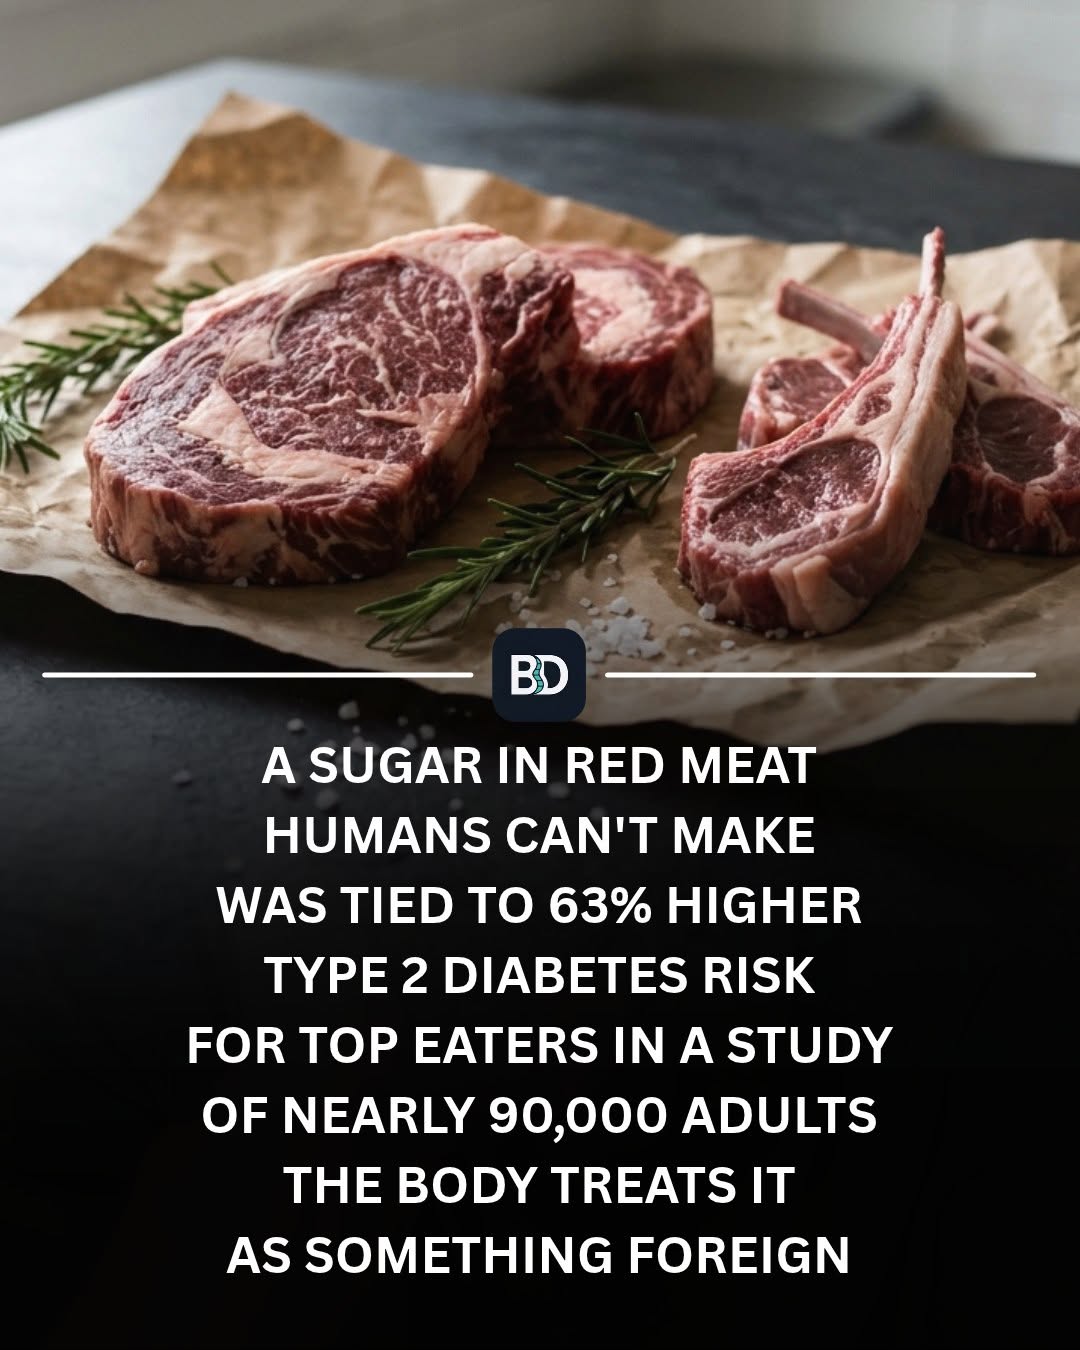 BD
A SUGAR IN RED MEAT
HUMANS CAN'T MAKE
WAS TIED TO 63% HIGHER
TYPE 2 DIABETES RISK
FOR TOP EATERS IN A STUDY
OF NEARLY 90,000 ADULTS
THE BODY TREATS IT
AS SOMETHING FOREIGN